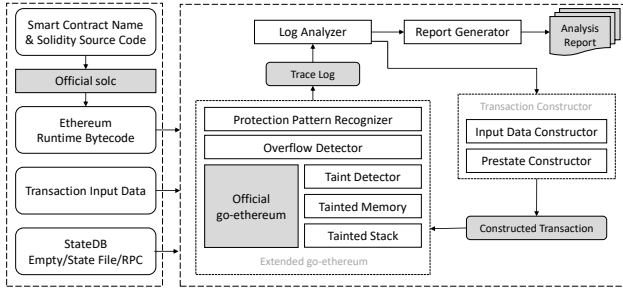 Smart Contract Name
& Solidity Source Code
Official solc
Ethereum
Runtime Bytecode
Transaction Input Data
StateDB
Empty/State File/RPC
Log Analyzer
Report Generator
Analysis
Report
Trace Log
Protection Pattern Recognizer
Overflow Detector
Official
go-ethereum
Taint Detector
Tainted Memory
Tainted Stack
Extended go-ethereum
Transaction Constructor
Input Data Constructor
Prestate Constructor
Constructed Transaction